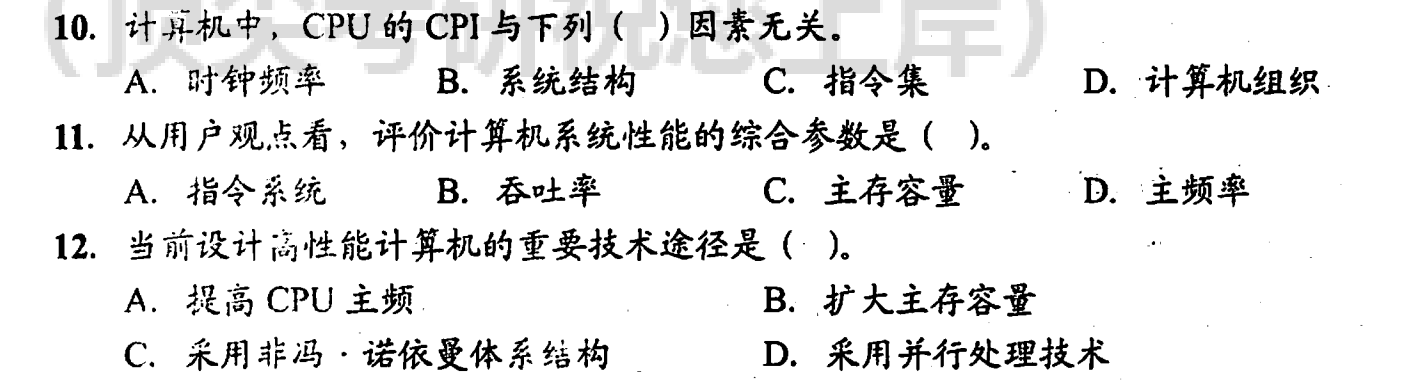 10. 计算机中，CPU 的 CPI 与下列（ ）因素无关。
A. 时钟频率 B. 系统结构 C. 指令集 D. 计算机组织
11. 从用户观点看，评价计算机系统性能的综合参数是（ ）。
A. 指令系统 B. 吞吐率 C. 主存容量 D. 主频率
12. 当前设计高性能计算机的重要技术途径是（ ）。
A. 提高 CPU 主频 B. 扩大主存容量
C. 采用非冯·诺依曼体系结构 D. 采用并行处理技术